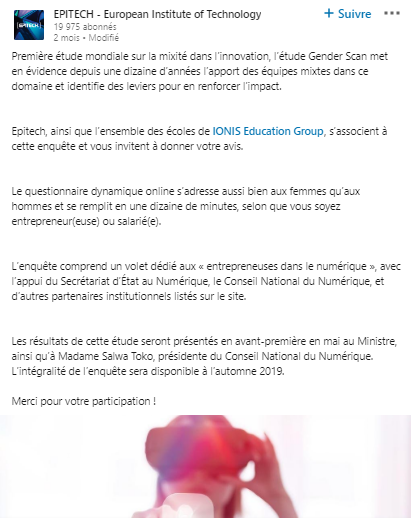 EPITECH
EPITECH - European Institute of Technology
19 975 abonnés
2 mois • Modifié
+ Suivre
Première étude mondiale sur la mixité dans l'innovation, l'étude Gender Scan met
en évidence depuis une dizaine d'années l'apport des équipes mixtes dans ce
domaine et identifie des leviers pour en renforcer l'impact.
Epitech, ainsi que l'ensemble des écoles de IONIS Education Group, s'associent à
cette enquête et vous invitent à donner votre avis.
Le questionnaire dynamique online s'adresse aussi bien aux femmes qu'aux
hommes et se remplit en une dizaine de minutes, selon que vous soyez
entrepreneur(euse) ou salarié(e).
L'enquête comprend un volet dédié aux « entrepreneuses dans le numérique », avec
l'appui du Secrétariat d'État au Numérique, le Conseil National du Numérique, et
d'autres partenaires institutionnels listés sur le site.
Les résultats de cette étude seront présentés en avant-première en mai au Ministre,
ainsi qu'à Madame Salwa Toko, présidente du Conseil National du Numérique.
L'intégralité de l'enquête sera disponible à l'automne 2019.
Merci pour votre participation !